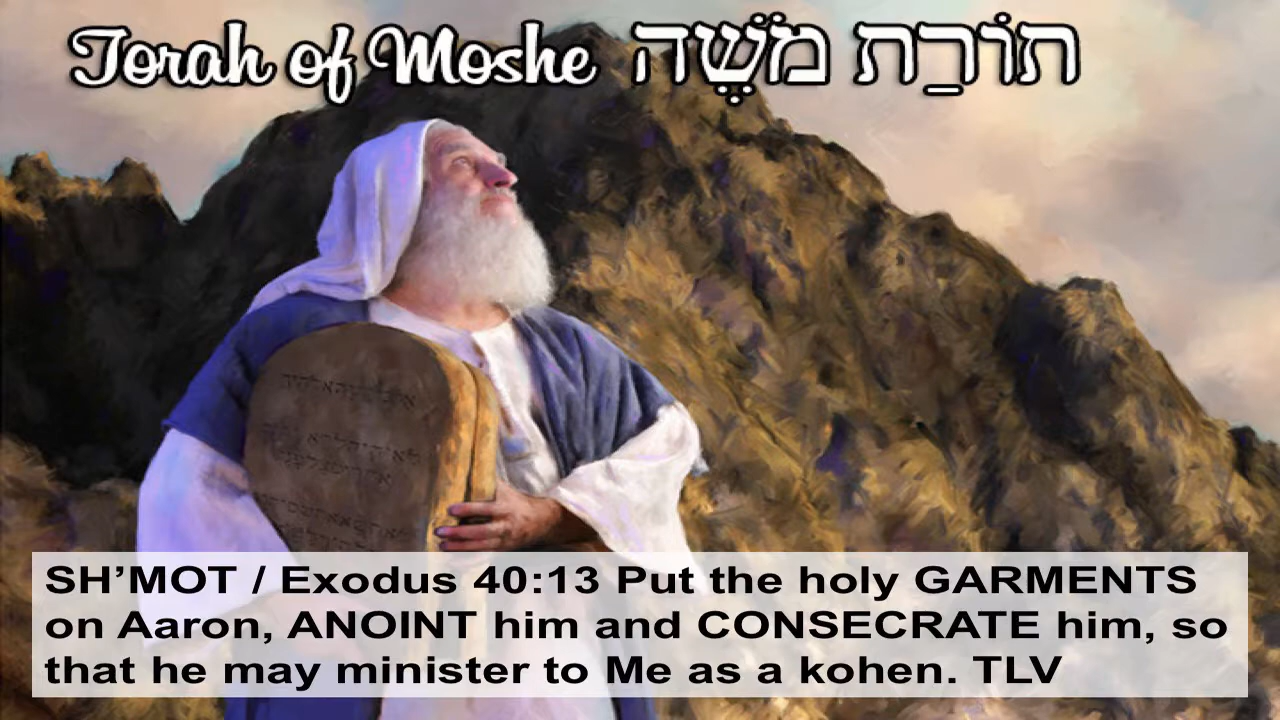 Torah of Moshe תּוֹרַת מֹשֶׁה
SH’MOT / Exodus 40:13 Put the holy GARMENTS
on Aaron, ANOINT him and CONSECRATE him, so
that he may minister to Me as a kohen. TLV